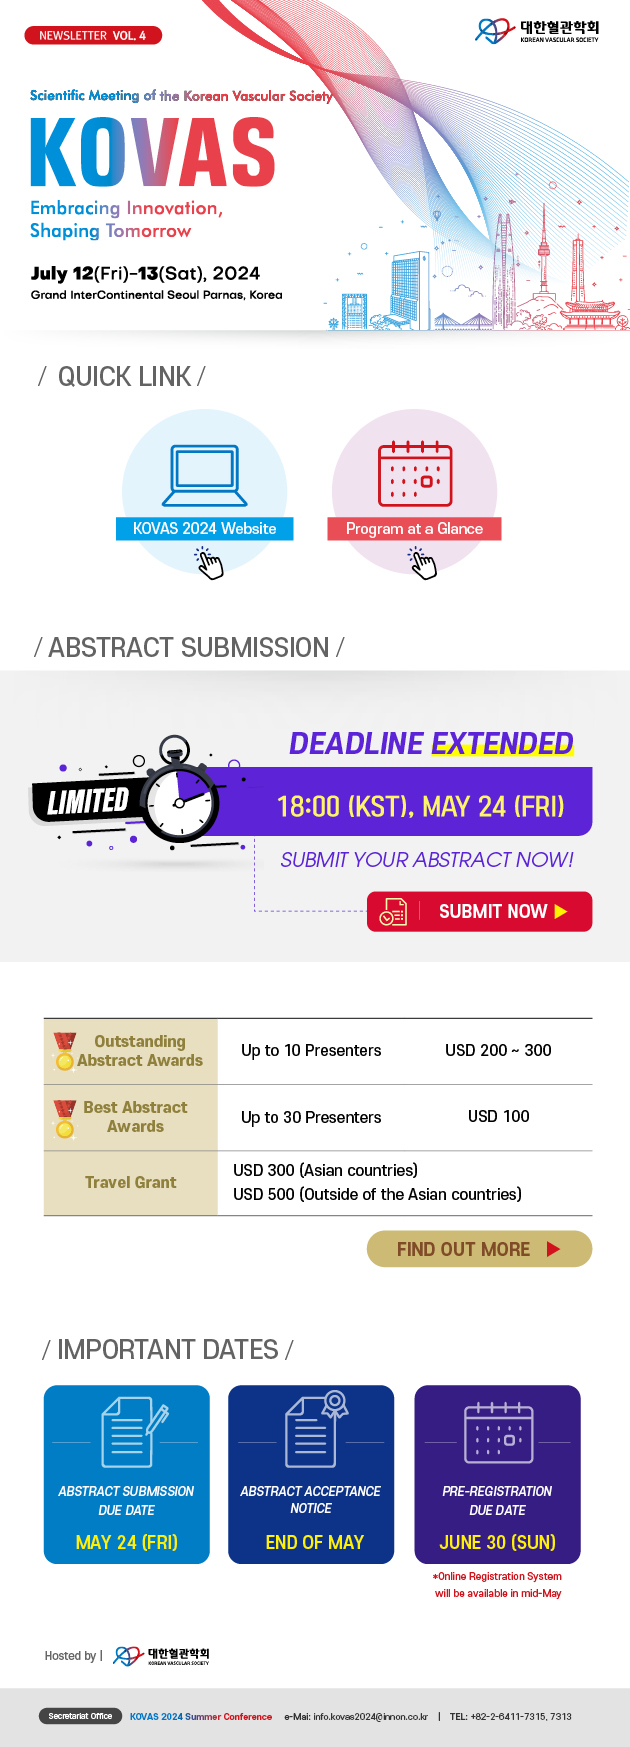 NEWSLETTER VOL. 4
대한혈관학회
KOREAN VASCULAR SOCIETY
Scientific Meeting of the Korean Vascular Society
KOVAS
Embracing Innovation,
Shaping Tomorrow
July 12(Fri)-13(Sat), 2024
Grand InterContinental Seoul Parnas, Korea
/ QUICK LINK /
KOVAS 2024 Website
Program at a Glance
/ ABSTRACT SUBMISSION /
DEADLINE EXTENDED
LIMITED
18:00 (KST), MAY 24 (FRI)
SUBMIT YOUR ABSTRACT NOW!
SUBMIT NOW
Outstanding
Abstract Awards
Up to 10 Presenters
USD 200 ~ 300
Best Abstract
Awards
Up to 30 Presenters
USD 100
Travel Grant
USD 300 (Asian countries)
USD 500 (Outside of the Asian countries)
FIND OUT MORE
/ IMPORTANT DATES /
ABSTRACT SUBMISSION
DUE DATE
MAY 24 (FRI)
ABSTRACT ACCEPTANCE
NOTICE
END OF MAY
PRE-REGISTRATION
DUE DATE
JUNE 30 (SUN)
*Online Registration System
will be available in mid-May
Hosted by |
대한혈관학회
KOREAN VASCULAR SOCIETY
Secretariat Office
KOVAS 2024 Summer Conference e-Mai: info.kovas2024@innon.co.kr | TEL: +82-2-6411-7315, 7313